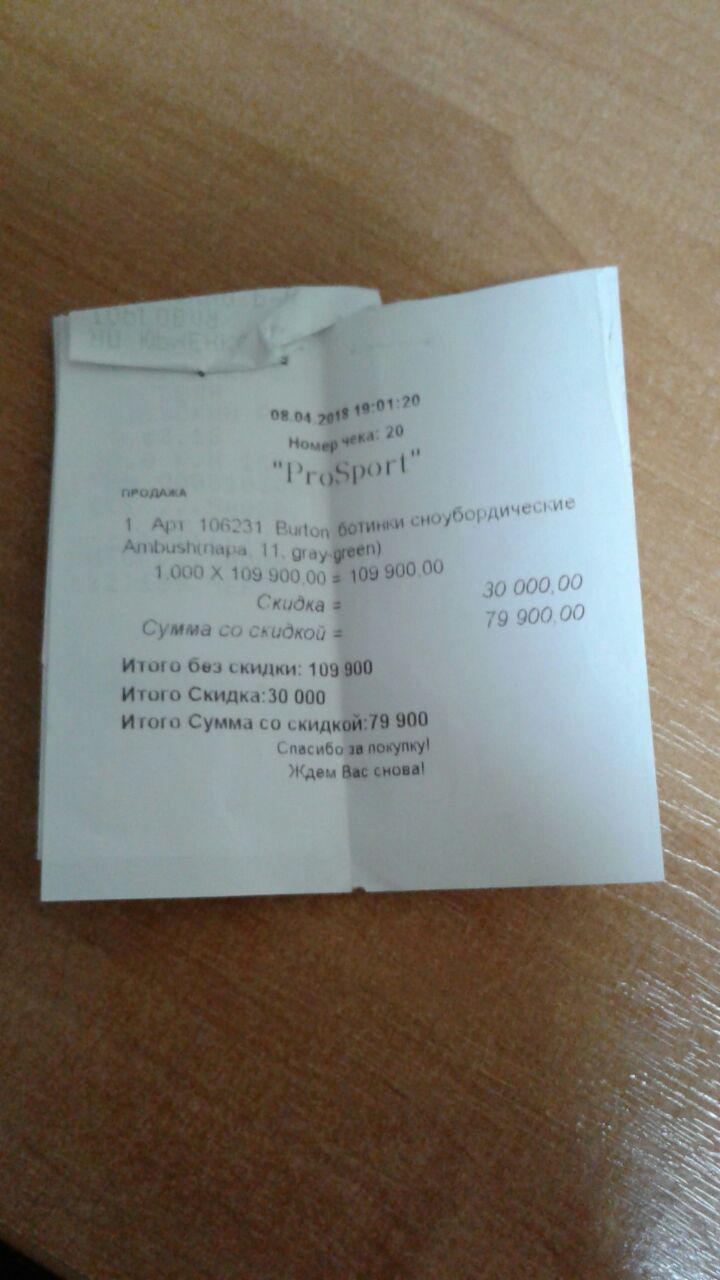 08.04.2018 19:01:20
Номер чека: 20
"ProSport"
ПРОДАЖА
1. Арт 106231 Burton ботинки сноубордические
Ambush(пара, 11, gray-green)
1,000 X 109 900,00 = 109 900,00
Скидка = 30 000,00
Сумма со скидкой = 79 900,00
Итого без скидки: 109 900
Итого Скидка:30 000
Итого Сумма со скидкой:79 900
Спасибо за покупку!
Ждем Вас снова!